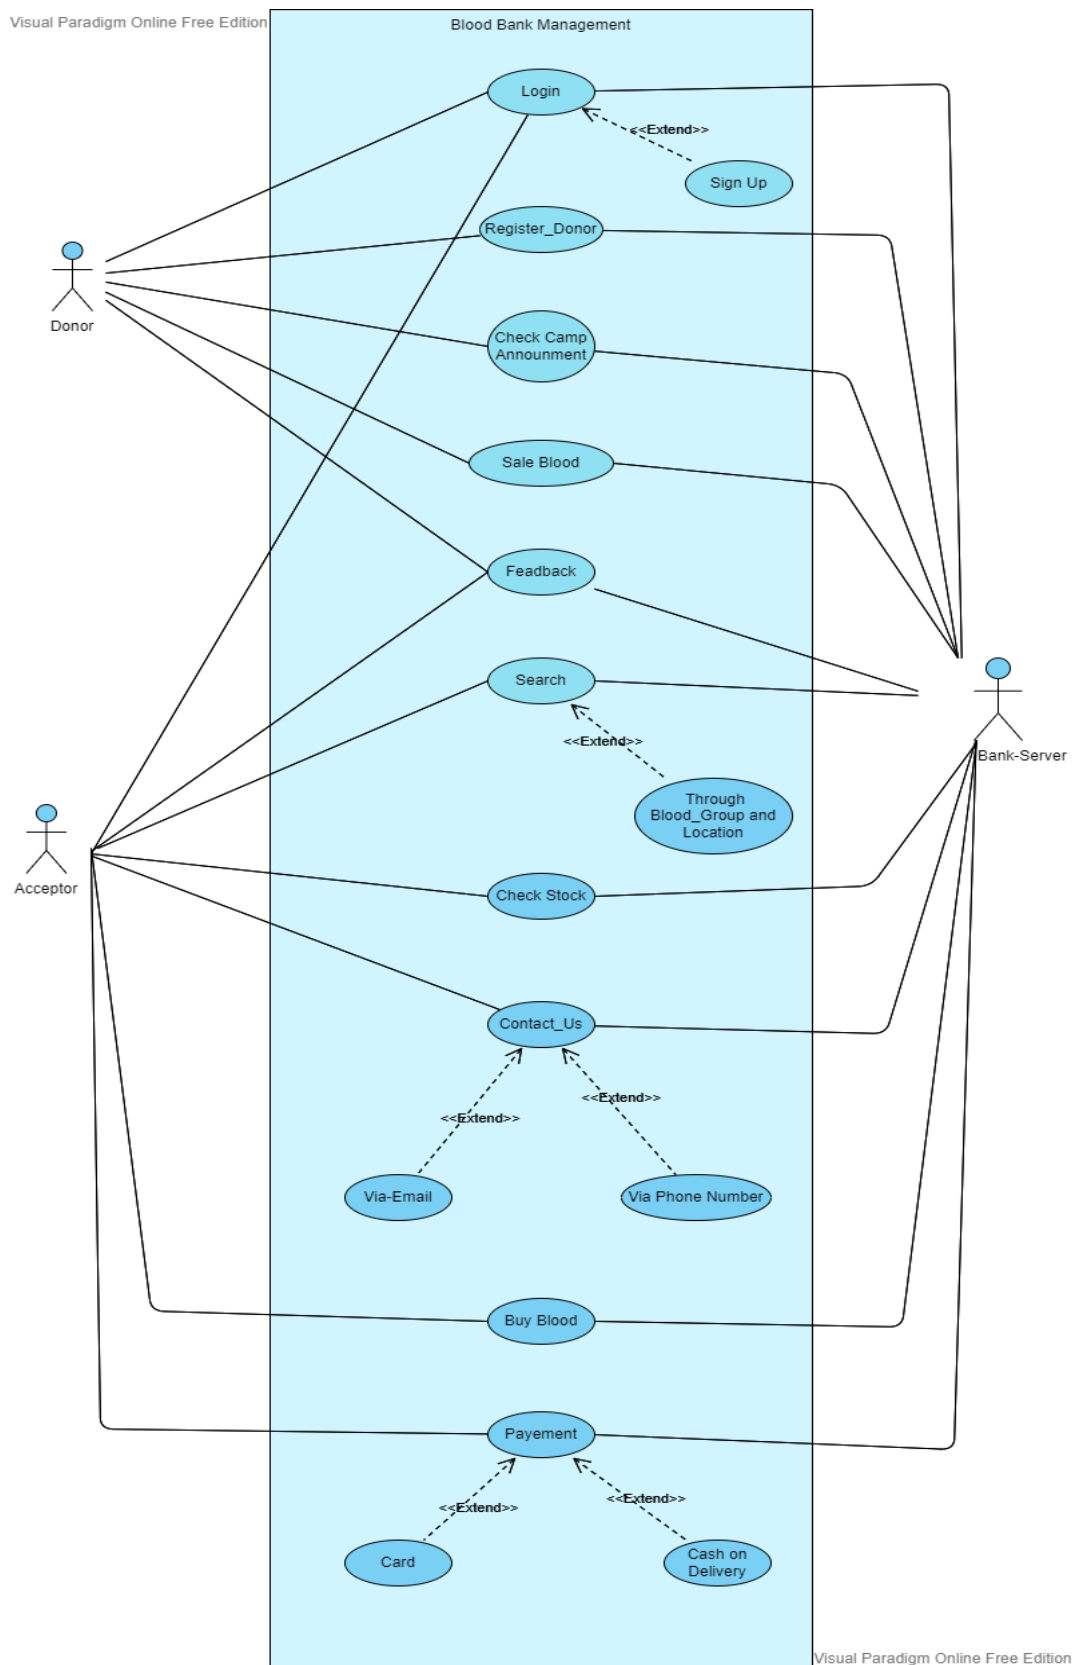 Visual Paradigm Online Free Edition
Blood Bank Management
Login
<<Extend>>
Sign Up
Register_Donor
Donor
Check Camp
Announment
Sale Blood
Feadback
Search
<<Extend>>
Bank-Server
Through
Blood_Group and
Location
Acceptor
Check Stock
Contact_Us
<<Extend>>
<<Extend>>
Via-Email
Via Phone Number
Buy Blood
Payement
<<Extend>>
<<Extend>>
Card
Cash on
Delivery
Visual Paradigm Online Free Edition